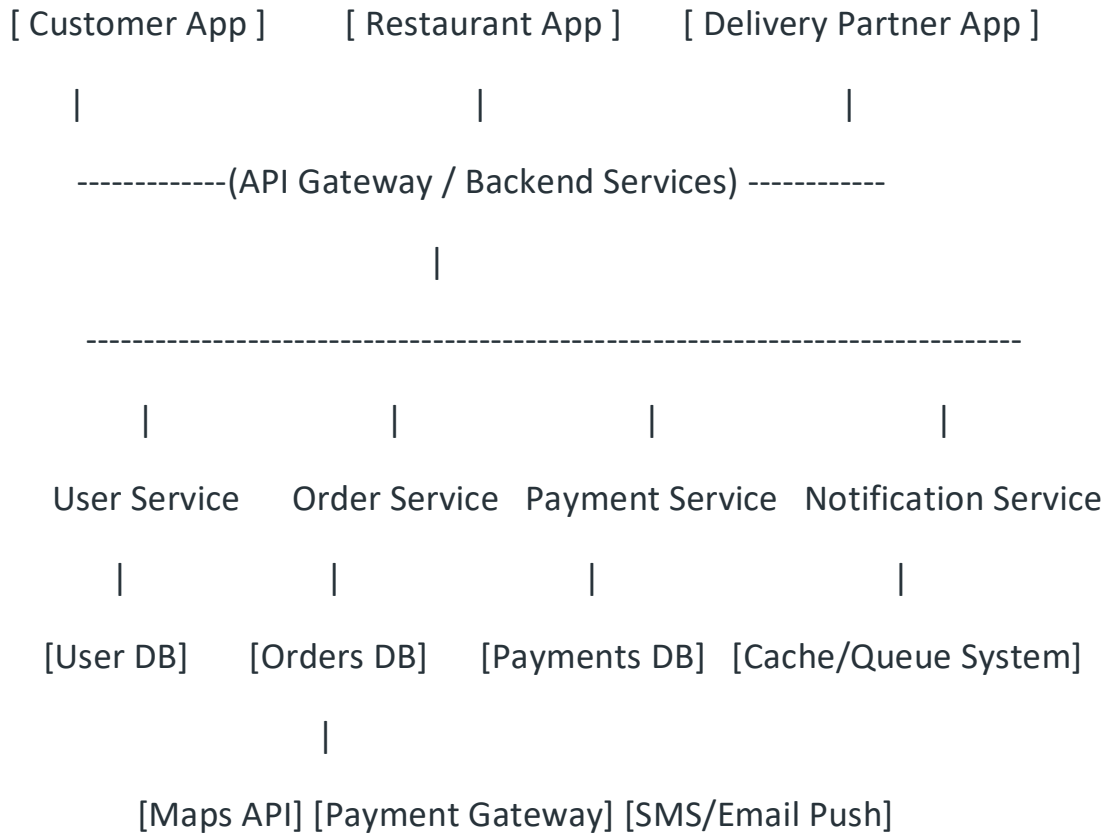 [ Customer App ] [ Restaurant App ] [ Delivery Partner App ]
(API Gateway / Backend Services)
User Service Order Service Payment Service Notification Service
[User DB] [Orders DB] [Payments DB] [Cache/Queue System]
[Maps API] [Payment Gateway] [SMS/Email Push]